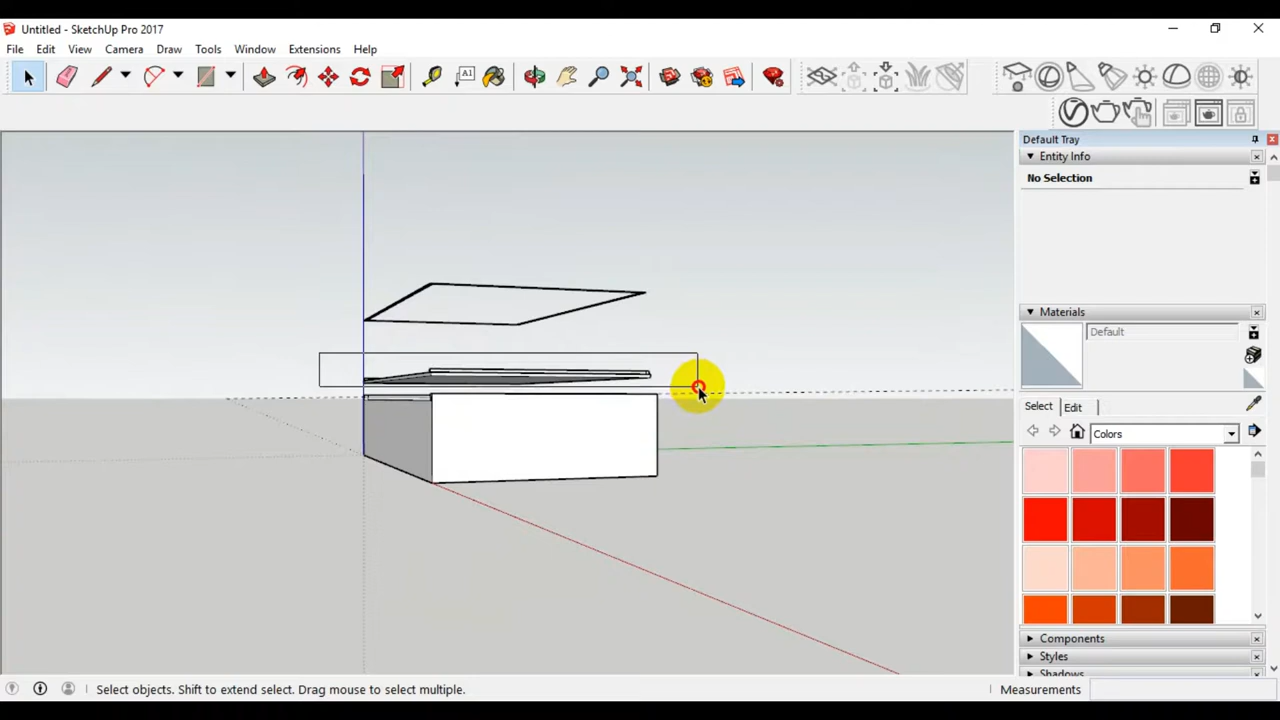 Untitled - SketchUp Pro 2017
File Edit View Camera Draw Tools Window Extensions Help
A1
Default Tray
Entity Info
No Selection
Materials
Default
Select Edit
Colors
Components
Styles
Shadows
Select objects. Shift to extend select. Drag mouse to select multiple.
Measurements